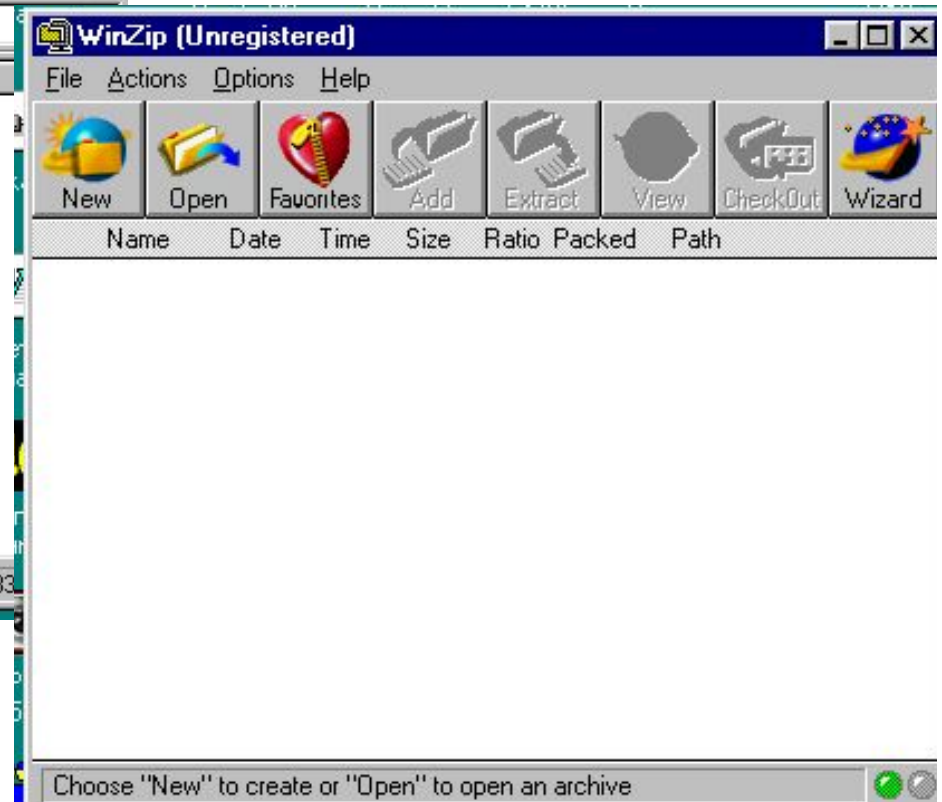 WinZip (Unregistered)
File Actions Options Help
New Open Favorites Add Extract View CheckOut Wizard
Name Date Time Size Ratio Packed Path
Choose "New" to create or "Open" to open an archive